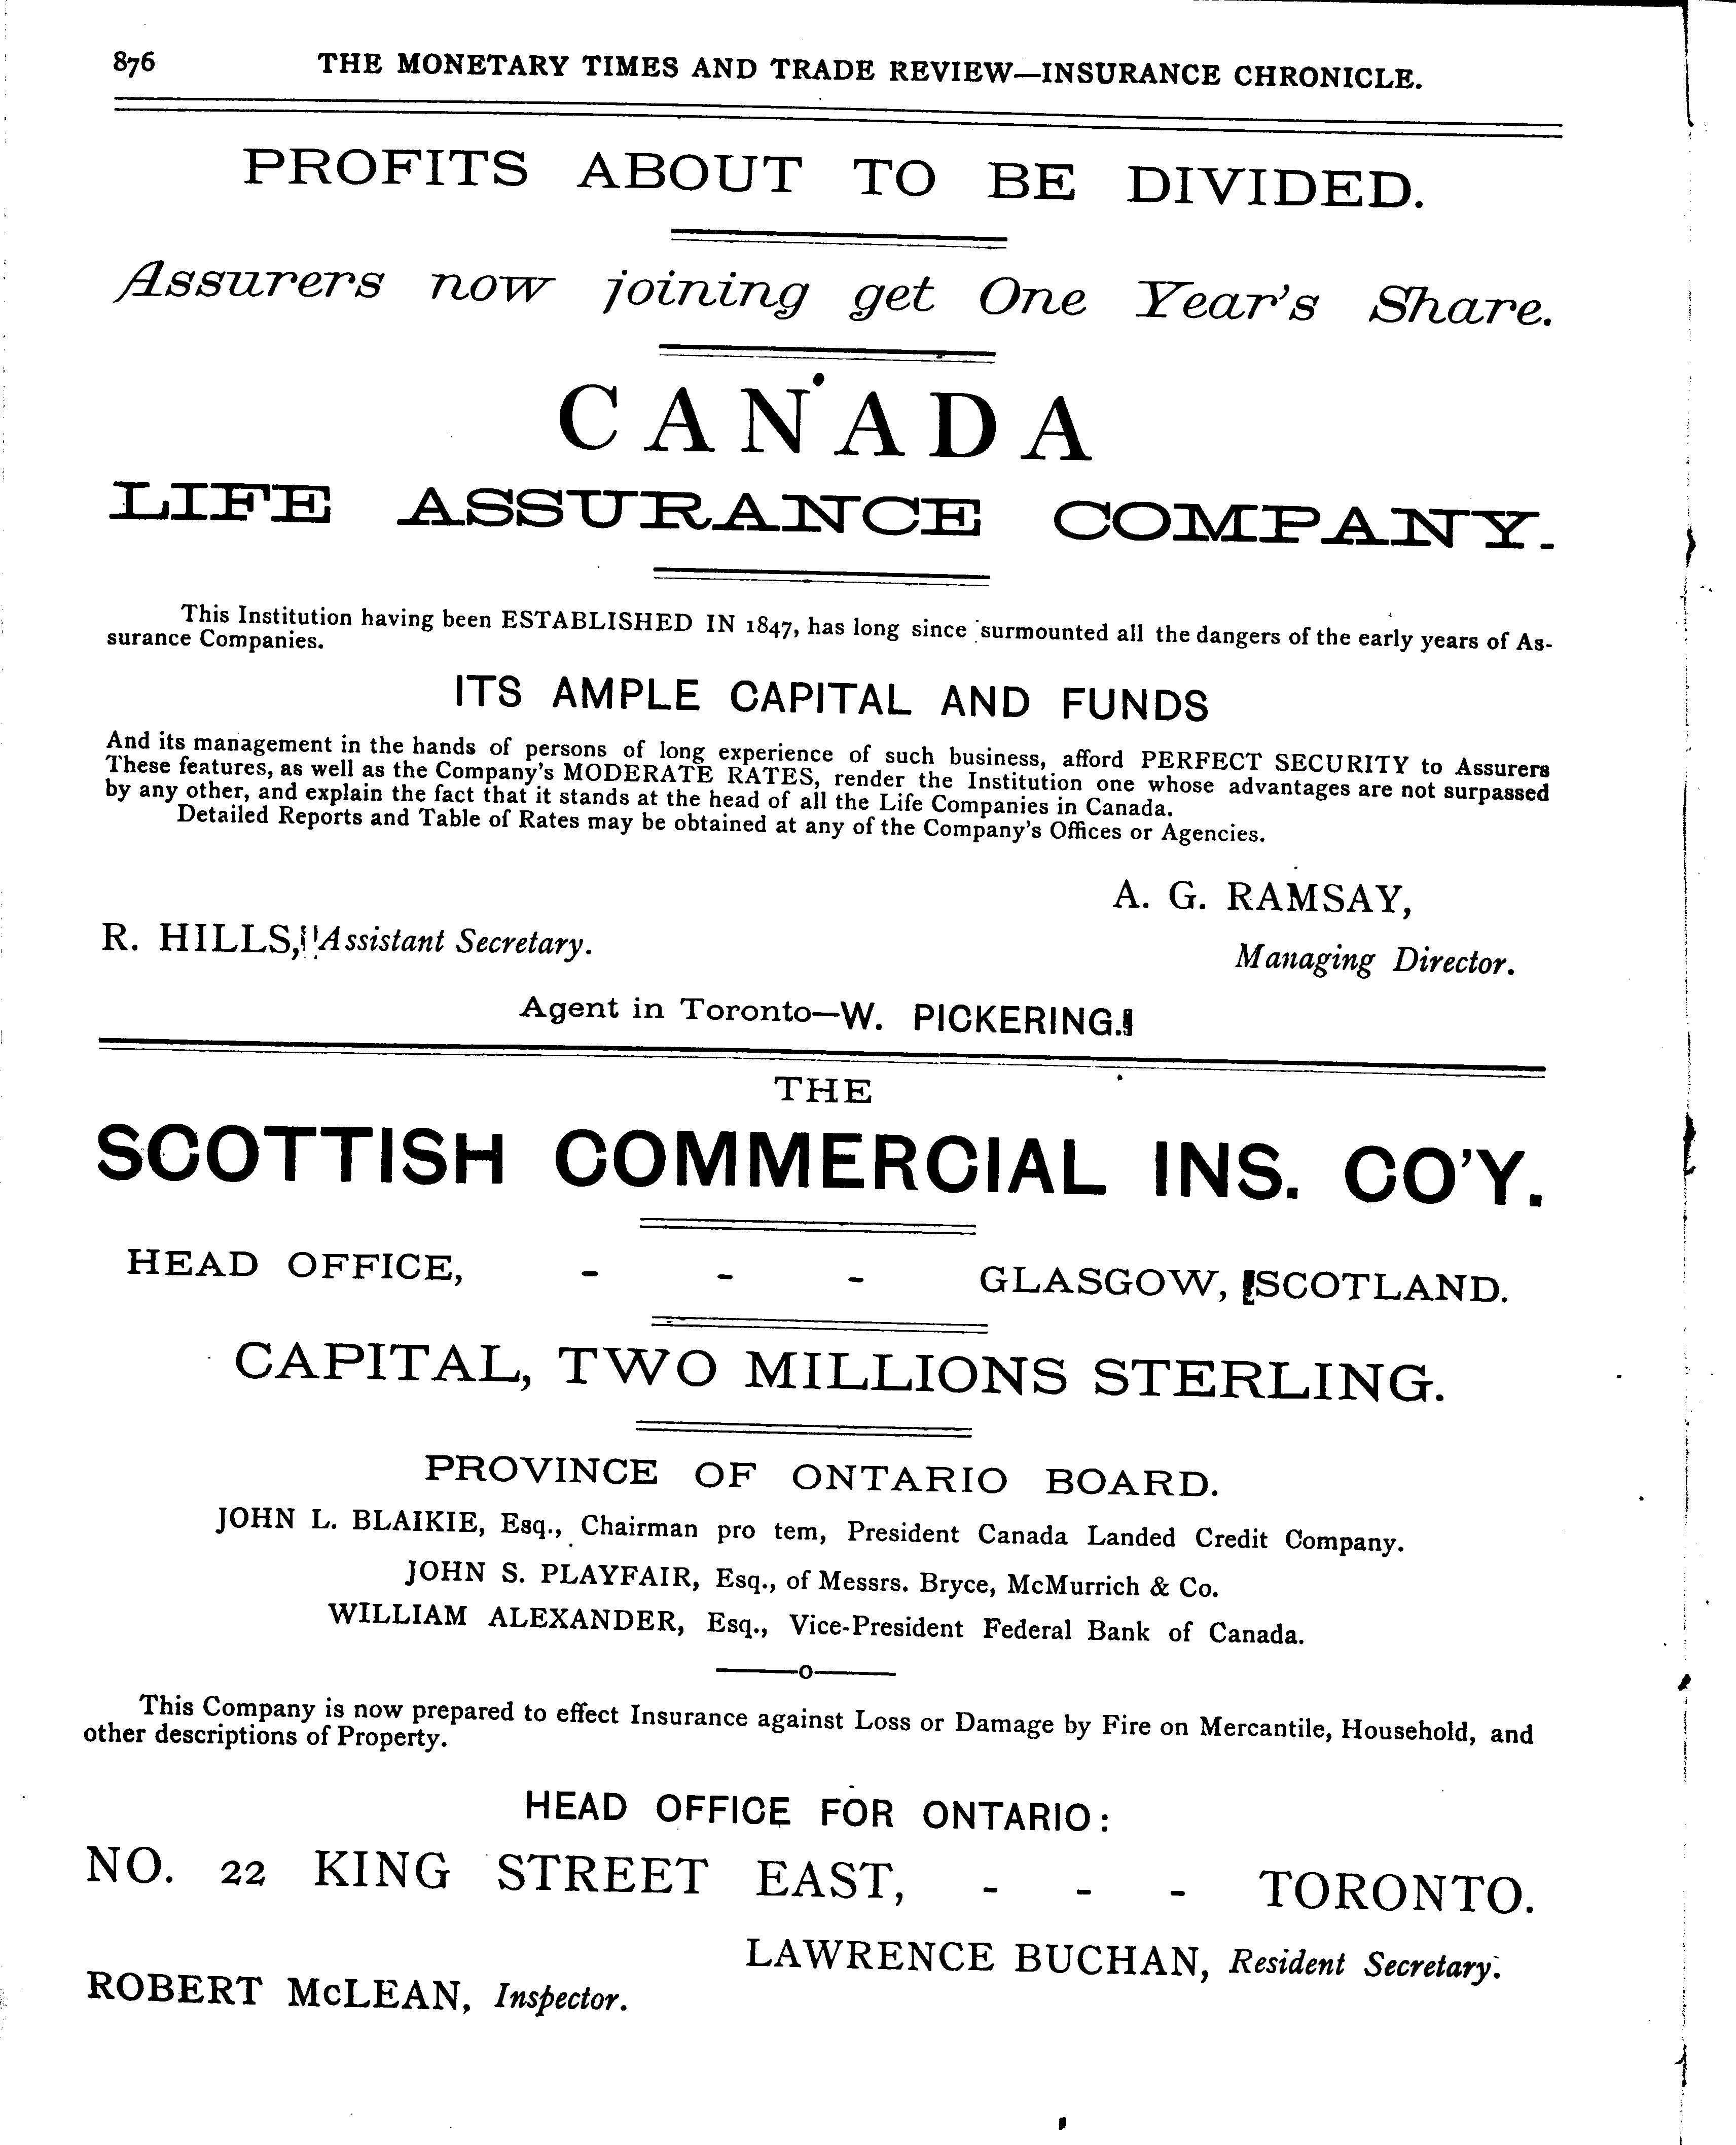 876 THE MONETARY TIMES AND TRADE REVIEW—INSURANCE CHRONICLE.
PROFITS ABOUT TO BE DIVIDED.
Assurers now joining get One Year's Share.
CANADA
LIFE ASSURANCE COMPANY.
This Institution having been ESTABLISHED IN 1847, has long since surmounted all the dangers of the early years of As-
surance Companies.
ITS AMPLE CAPITAL AND FUNDS
And its management in the hands of persons of long experience of such business, afford PERFECT SECURITY to Assurers
These features, as well as the Company's MODERATE RATES, render the Institution one whose advantages are not surpassed
by any other, and explain the fact that it stands at the head of all the Life Companies in Canada.
Detailed Reports and Table of Rates may be obtained at any of the Company's Offices or Agencies.
A. G. RAMSAY,
R. HILLS, Assistant Secretary.
Managing Director.
Agent in Toronto—W. PICKERING.
THE
SCOTTISH COMMERCIAL INS. CO'Y.
HEAD OFFICE, - - - GLASGOW, SCOTLAND.
CAPITAL, TWO MILLIONS STERLING.
PROVINCE OF ONTARIO BOARD.
JOHN L. BLAIKIE, Esq., Chairman pro tem, President Canada Landed Credit Company.
JOHN S. PLAYFAIR, Esq., of Messrs. Bryce, McMurrich & Co.
WILLIAM ALEXANDER, Esq., Vice-President Federal Bank of Canada.
——o——
This Company is now prepared to effect Insurance against Loss or Damage by Fire on Mercantile, Household, and
other descriptions of Property.
HEAD OFFICE FOR ONTARIO:
NO. 22 KING STREET EAST, - - - TORONTO.
LAWRENCE BUCHAN, Resident Secretary.
ROBERT McLEAN, Inspector.